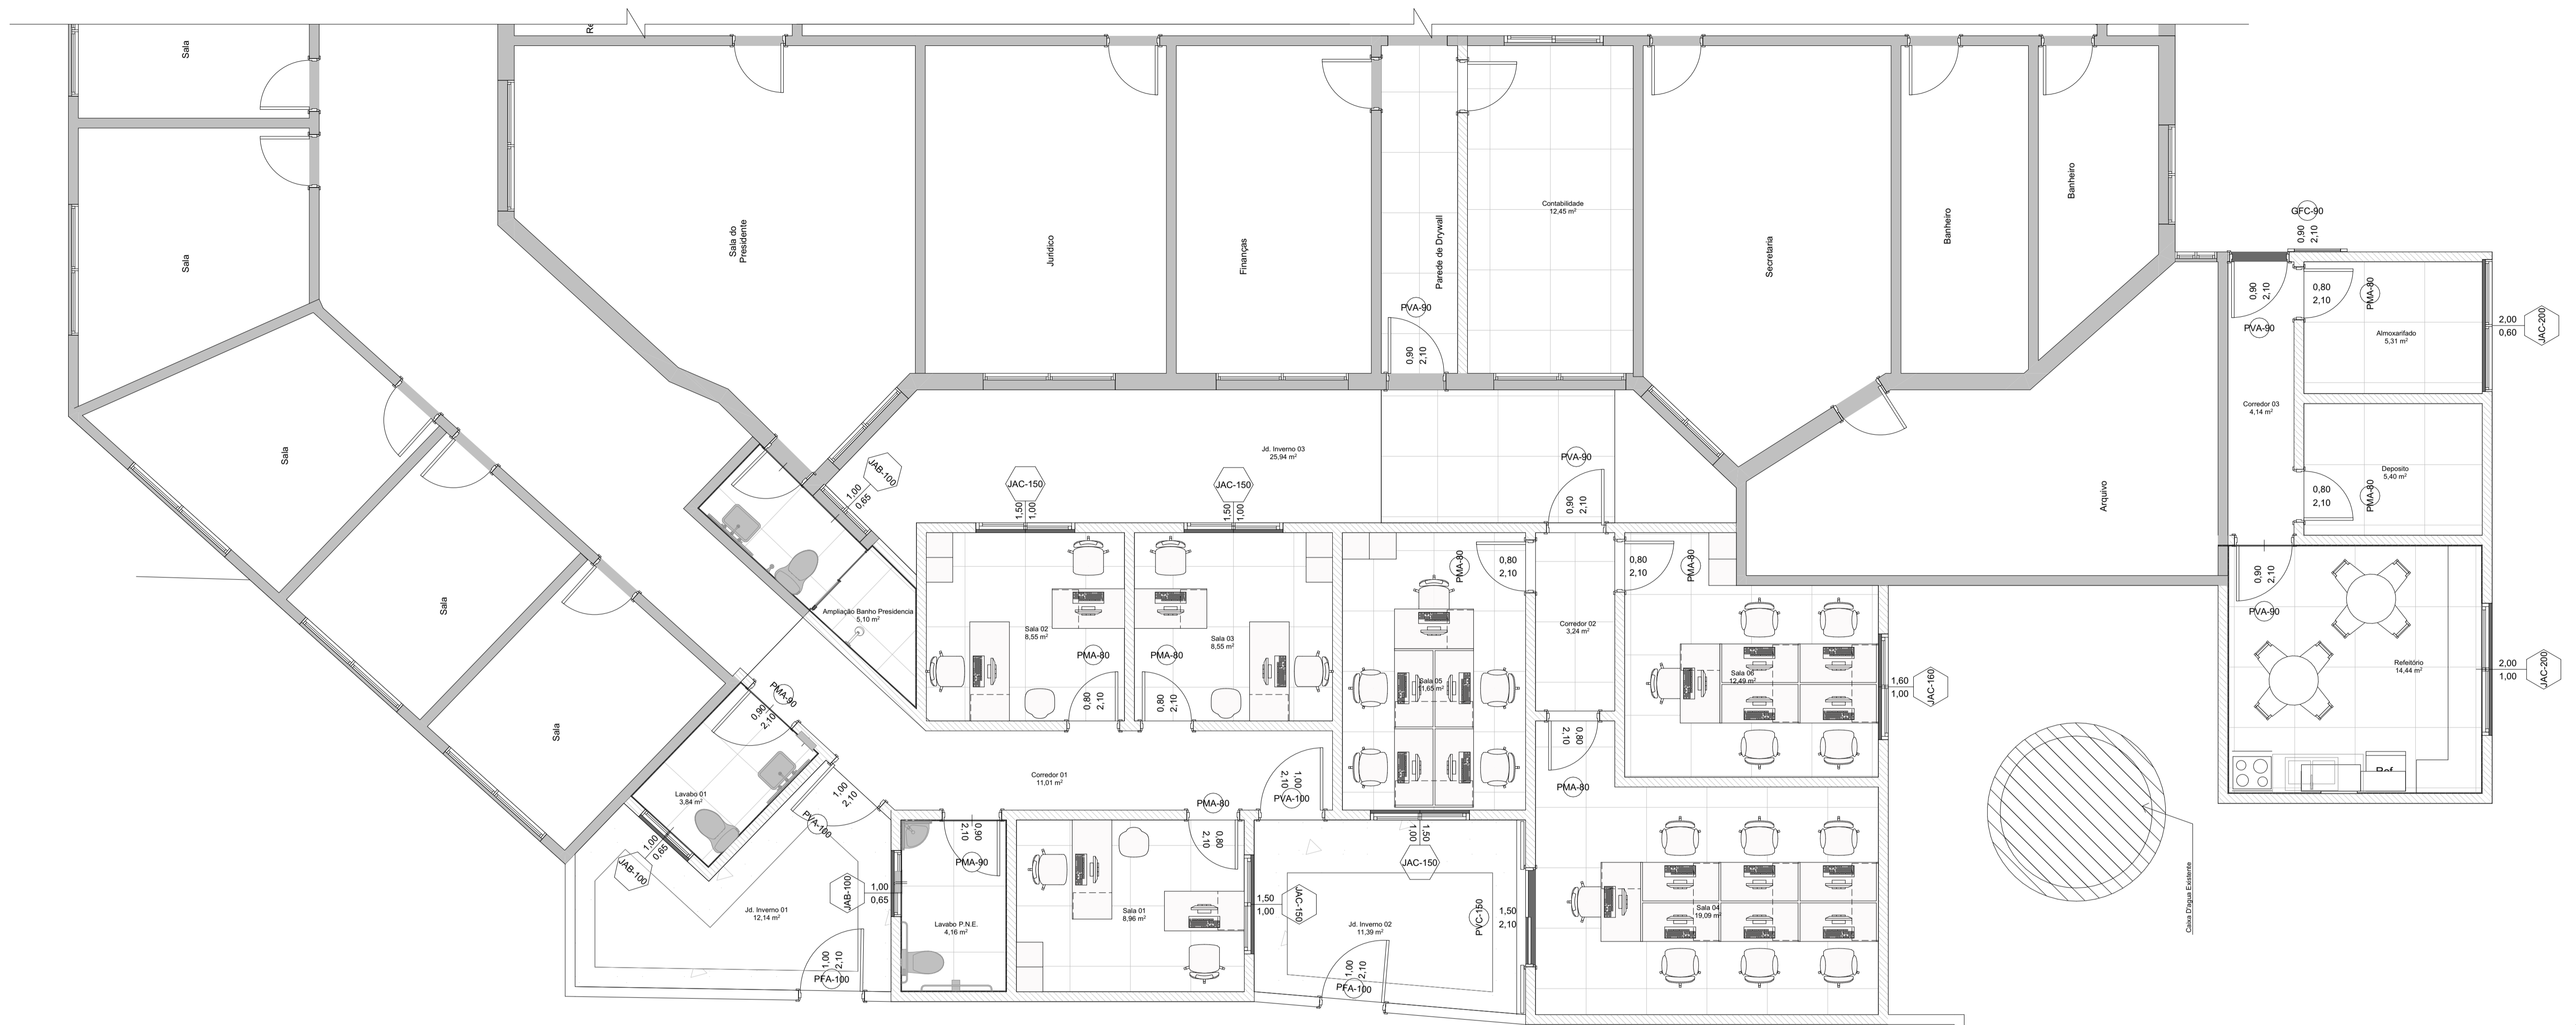 Sala
Sala
Sala
Sala
Sala
Sala do
Presidente
Jurídico
Finanças
Parede de Drywall
Contabilidade
12,45 m²
Secretaria
Banheiro
Banheiro
PVA-90
0,90
2,10
GFC-90
0,90
2,10
0,90
2,10
PVA-90
0,80
2,10
PMA-80
Almoxarifado
5,31 m²
2,00
0,60
JAC-200
Corredor 03
4,14 m²
Deposito
5,40 m²
0,80
2,10
PMA-80
Arquivo
Jd. Inverno 03
25,94 m²
PVA-90
0,90
2,10
JAB-100
1,00
0,65
JAC-150
1,50
1,00
JAC-150
1,50
1,00
Ampliação Banho Presidencia
5,10 m²
Sala 02
8,55 m²
PMA-80
0,80
2,10
Sala 03
8,55 m²
PMA-80
0,80
2,10
PMA-80
0,80
2,10
Sala 05
11,65 m²
Corredor 02
3,24 m²
0,80
2,10
PMA-80
Sala 06
12,49 m²
1,60
1,00
JAC-160
0,90
2,10
PVA-90
Refeitório
14,44 m²
2,00
1,00
JAC-200
Ref.
PMA-90
0,90
2,10
Lavabo 01
3,84 m²
1,00
0,65
JAB-100
1,00
2,10
PVA-100
Corredor 01
11,01 m²
PMA-80
0,80
2,10
1,00
2,10
PVA-100
0,80
2,10
PMA-80
1,50
1,00
JAC-150
0,90
2,10
PMA-90
JAB-100
1,00
0,65
Lavabo P.N.E.
4,16 m²
Sala 01
8,96 m²
1,50
1,00
JAC-150
Jd. Inverno 01
12,14 m²
1,00
2,10
PFA-100
Jd. Inverno 02
11,39 m²
1,00
2,10
PFA-100
PVC-150
1,50
2,10
Sala 04
19,09 m²
Caixa D'agua Existente